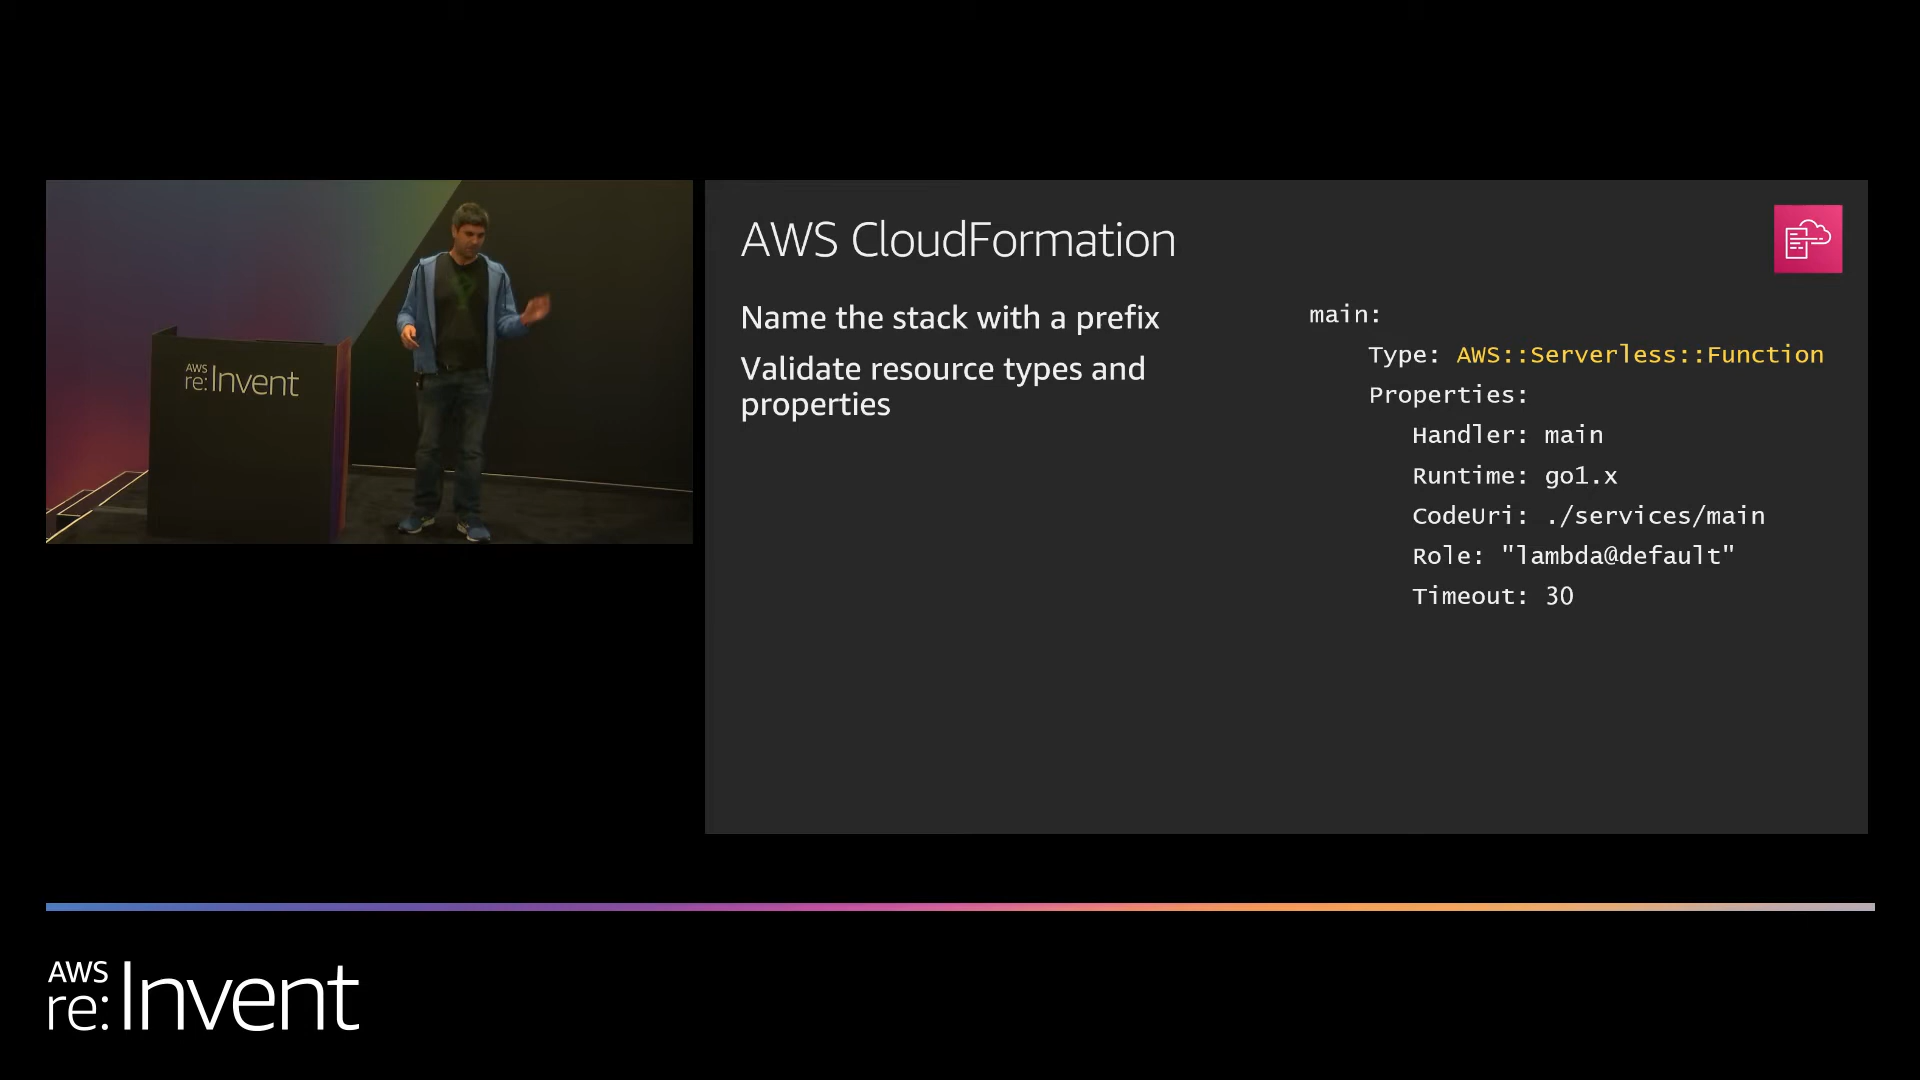 AWS
re:Invent
AWS CloudFormation
Name the stack with a prefix
Validate resource types and
properties
main:
Type: AWS::Serverless::Function
Properties:
Handler: main
Runtime: go1.x
CodeUri: ./services/main
Role: "lambda@default"
Timeout: 30
AWS
re:Invent